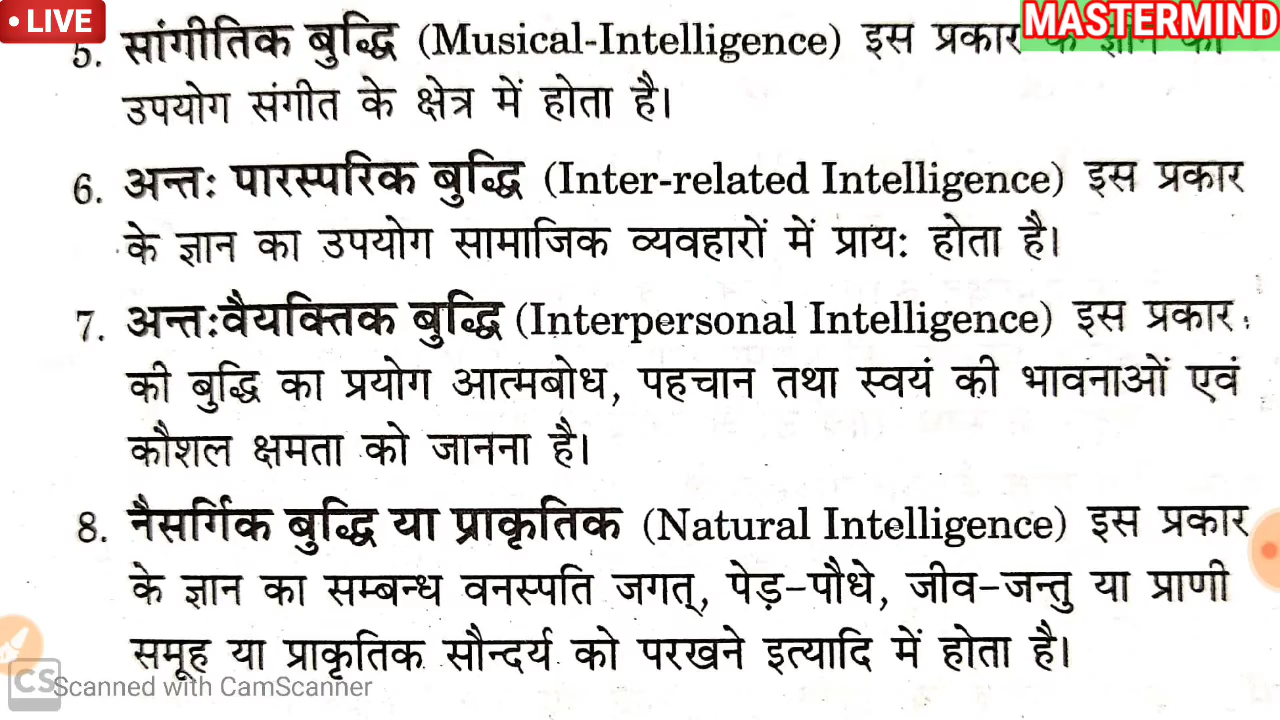 • LIVE
MASTERMIND
5. सांगीतिक बुद्धि (Musical-Intelligence) इस प्रकार के ज्ञान का
उपयोग संगीत के क्षेत्र में होता है।
6. अन्तः पारस्परिक बुद्धि (Inter-related Intelligence) इस प्रकार
के ज्ञान का उपयोग सामाजिक व्यवहारों में प्रायः होता है।
7. अन्तःवैयक्तिक बुद्धि (Interpersonal Intelligence) इस प्रकार
की बुद्धि का प्रयोग आत्मबोध, पहचान तथा स्वयं की भावनाओं एवं
कौशल क्षमता को जानना है।
8. नैसर्गिक बुद्धि या प्राकृतिक (Natural Intelligence) इस प्रकार
के ज्ञान का सम्बन्ध वनस्पति जगत्, पेड़-पौधे, जीव-जन्तु या प्राणी
समूह या प्राकृतिक सौन्दर्य को परखने इत्यादि में होता है।
CS Scanned with CamScanner